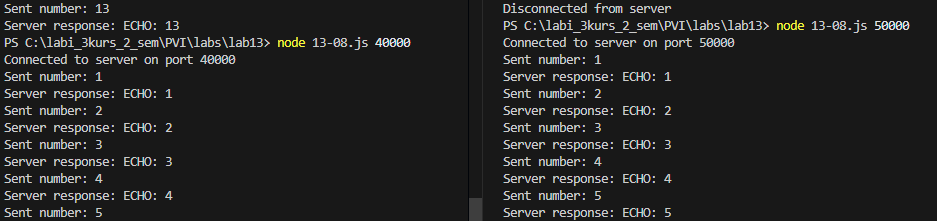 Sent number: 13
Server response: ECHO: 13
PS C:\labi_3kurs_2_sem\PVI\labs\lab13> node 13-08.js 40000
Connected to server on port 40000
Sent number: 1
Server response: ECHO: 1
Sent number: 2
Server response: ECHO: 2
Sent number: 3
Server response: ECHO: 3
Sent number: 4
Server response: ECHO: 4
Sent number: 5
Disconnected from server
PS C:\labi_3kurs_2_sem\PVI\labs\lab13> node 13-08.js 50000
Connected to server on port 50000
Sent number: 1
Server response: ECHO: 1
Sent number: 2
Server response: ECHO: 2
Sent number: 3
Server response: ECHO: 3
Sent number: 4
Server response: ECHO: 4
Sent number: 5
Server response: ECHO: 5